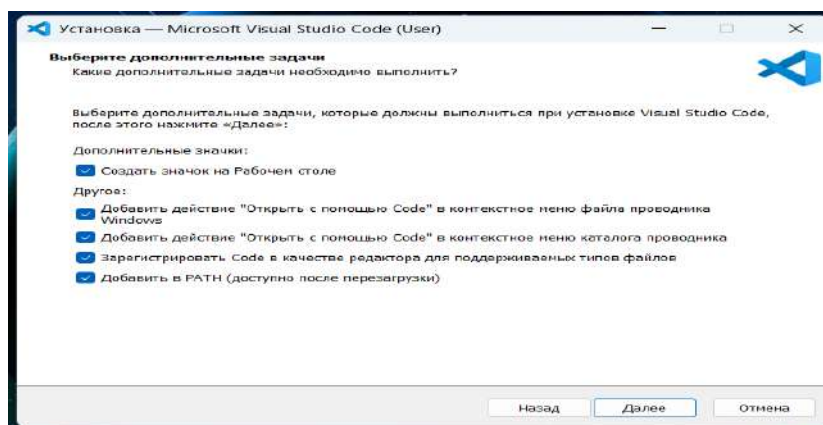 Установка — Microsoft Visual Studio Code (User)
Выберите дополнительные задачи
Какие дополнительные задачи необходимо выполнить?
Выберите дополнительные задачи, которые должны выполниться при установке Visual Studio Code,
после этого нажмите «Далее»:
Дополнительные значки:
Создать значок на Рабочем столе
Другое:
Добавить действие "Открыть с помощью Code" в контекстное меню файла проводника
Windows
Добавить действие "Открыть с помощью Code" в контекстное меню каталога проводника
Зарегистрировать Code в качестве редактора для поддерживаемых типов файлов
Добавить в PATH (доступно после перезагрузки)
Назад Далее Отмена